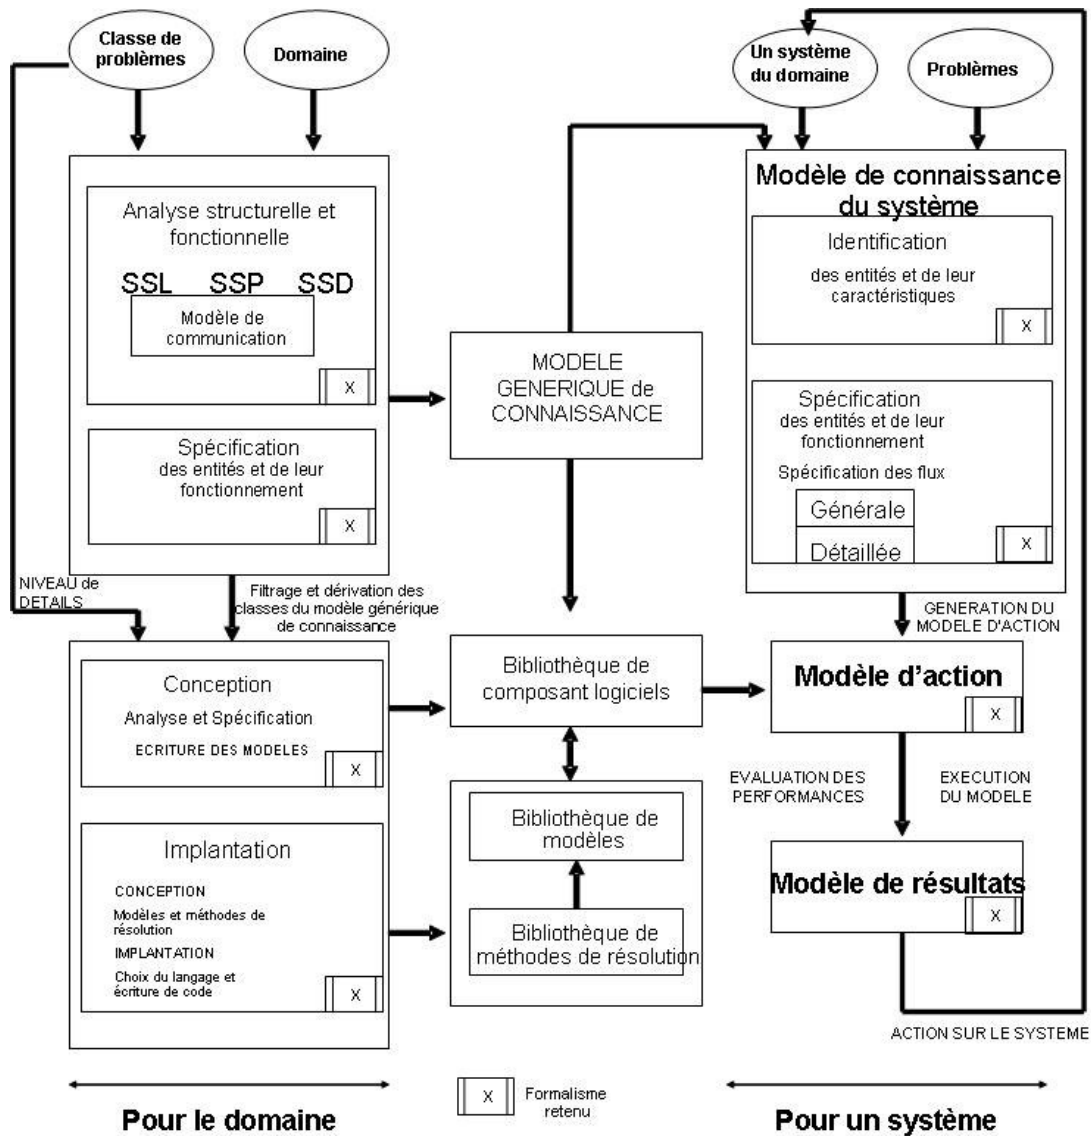 Classe de
problèmes
Domaine
Un système
du domaine
Problèmes
Analyse structurelle et
fonctionnelle
SSL SSP SSD
Modèle de
communication
X
Spécification
des entités et de leur
fonctionnement
X
NIVEAU de
DETAILS
Filtrage et dérivation des
classes du modèle générique
de connaissance
Conception
Analyse et Spécification
ECRITURE DES MODELES
X
Implantation
CONCEPTION
Modèles et méthodes de
résolution
IMPLANTATION
Choix du langage et
écriture de code
X
MODELE
GENERIQUE de
CONNAISSANCE
Bibliothèque de
composant logiciels
Bibliothèque de
modèles
Bibliothèque de
méthodes de résolution
Modèle de connaissance
du système
Identification
des entités et de leur
caractéristiques
X
Spécification
des entités et de leur
fonctionnement
Spécification des flux
Générale
Détaillée
X
GENERATION DU
MODELE D'ACTION
Modèle d’action
X
EVALUATION DES
PERFORMANCES
EXECUTION
DU MODELE
Modèle de résultats
X
ACTION SUR LE SYSTEME
Pour le domaine
X
Formalisme
retenu
Pour un système